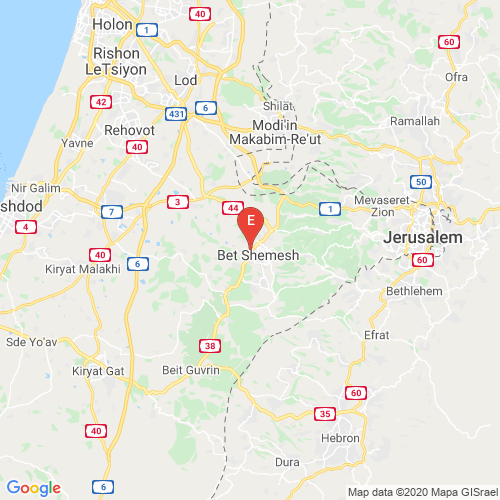 Holon
40
1
60
Rishon
LeTsiyon
Ofra
Lod
42
6
Shilat
431
Ramallah
Rehovot
Modi'in
Makabim-Re'ut
Yavne
40
50
Nir Galim
3
Mevaseret
Zion
44
1
7
shdod
E
4
Jerusalem
40
Bet Shemesh
60
Kiryat Malakhi
6
Bethlehem
Efrat
Sde Yo'av
38
Kiryat Gat
Beit Guvrin
60
35
40
Hebron
Dura
6
Google
Map data ©2020 Mapa GISrael